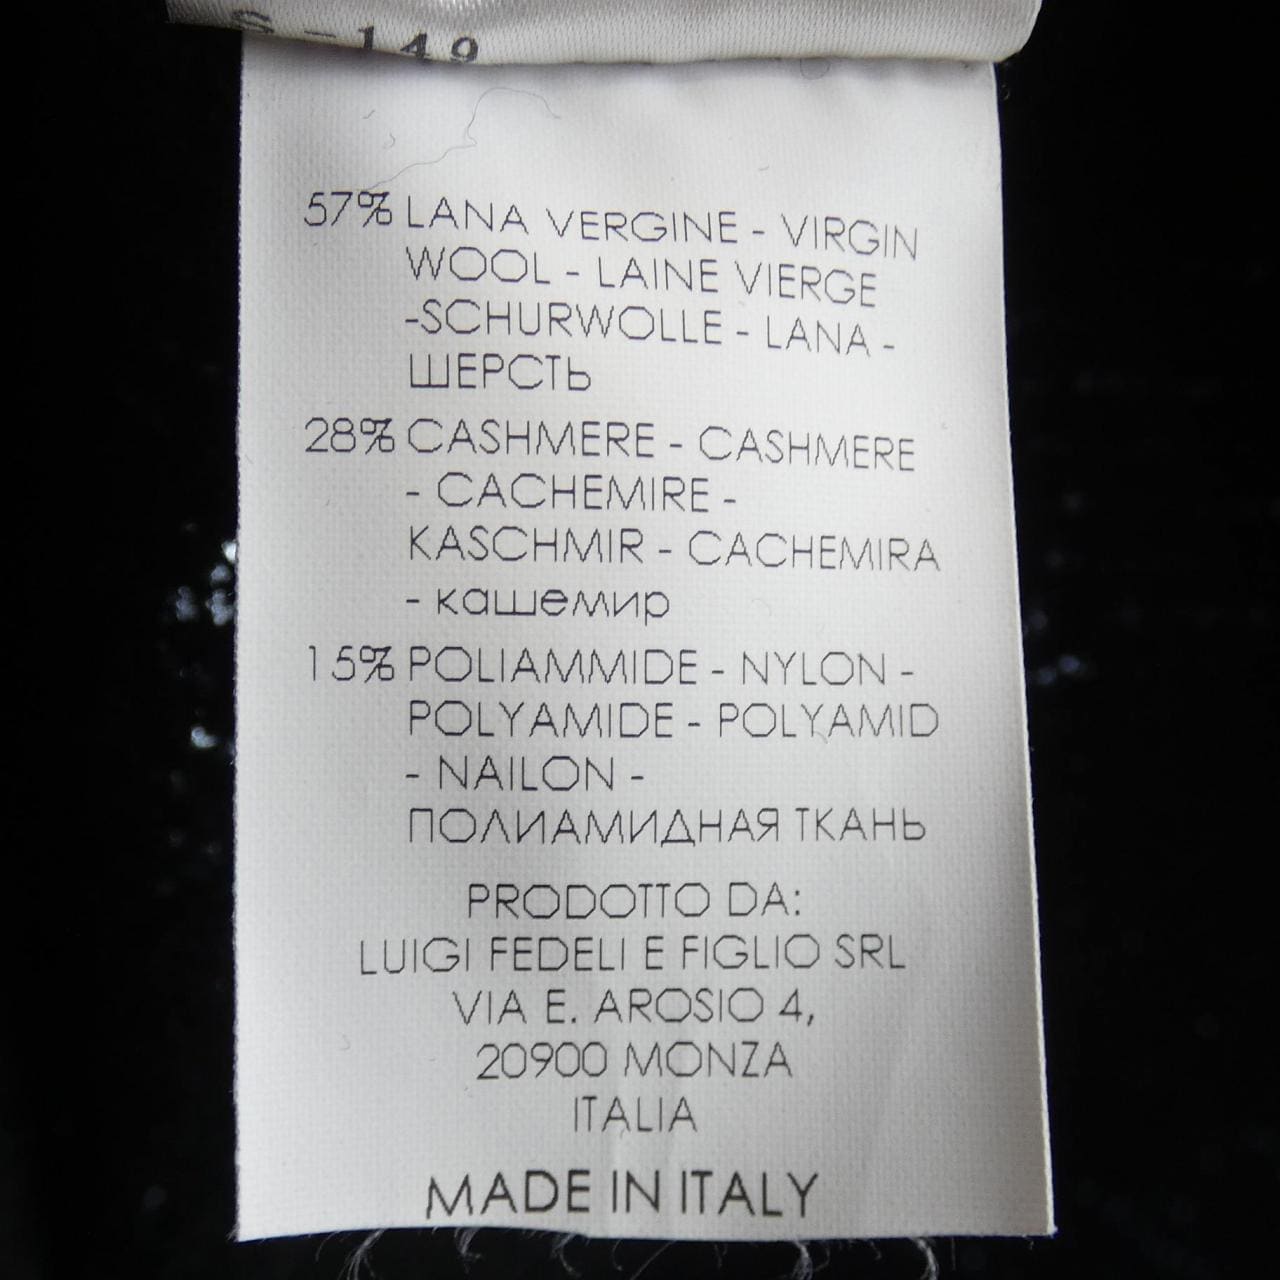 S-149
57% LANA VERGINE - VIRGIN
WOOL - LAINE VIERGE
-SCHURWOLLE - LANA -
ШЕРСТЬ
28% CASHMERE - CASHMERE
- CACHEMIRE -
KASCHMIR - CACHEMIRA
- кашемир
15% POLIAMMIDE - NYLON -
POLYAMIDE - POLYAMID
- NAILON -
ПОЛИАМИДНАЯ ТКАНЬ
PRODOTTO DA:
LUIGI FEDELI E FIGLIO SRL
VIA E. AROSIO 4,
20900 MONZA
ITALIA
MADE IN ITALY